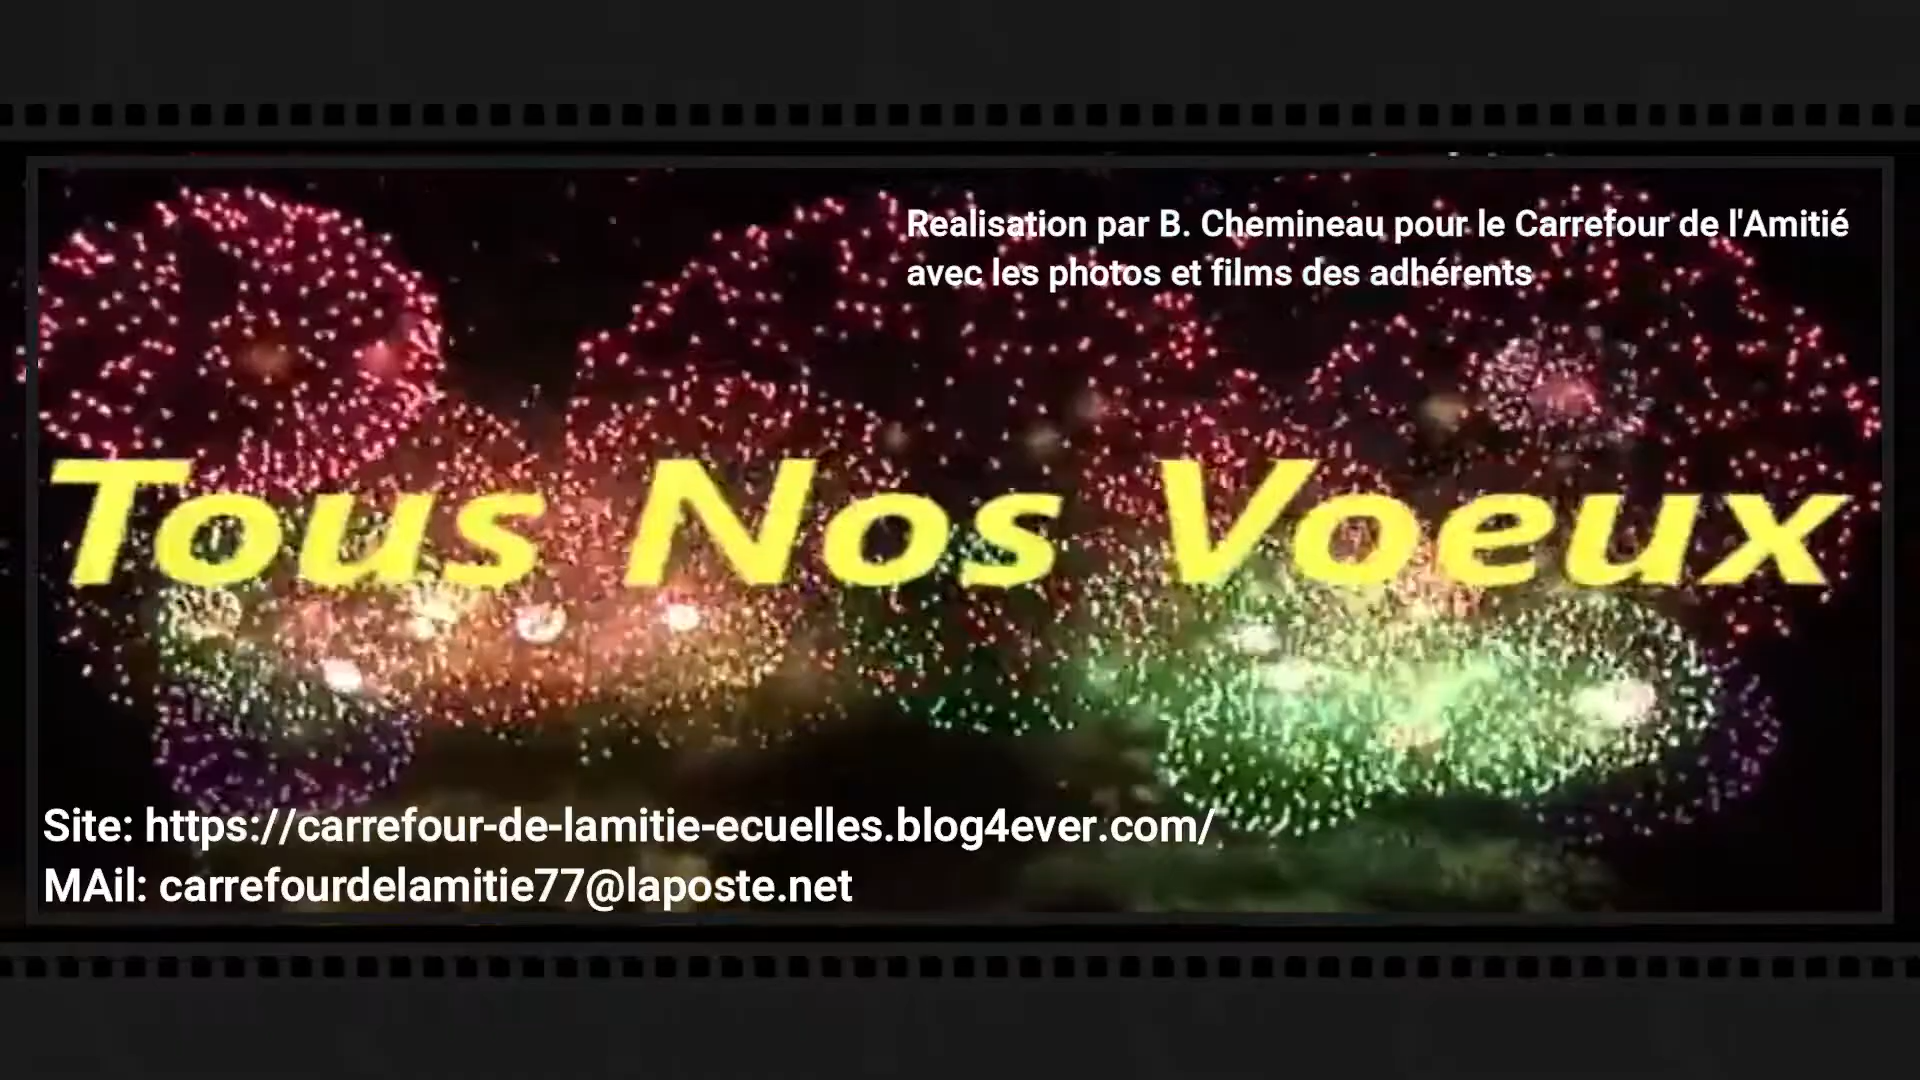 Realisation par B. Chemineau pour le Carrefour de l'Amitié
avec les photos et films des adhérents
Tous Nos Voeux
Site: https://carrefour-de-lamitie-ecuelles.blog4ever.com/
MAil: carrefourdelamitie77@laposte.net